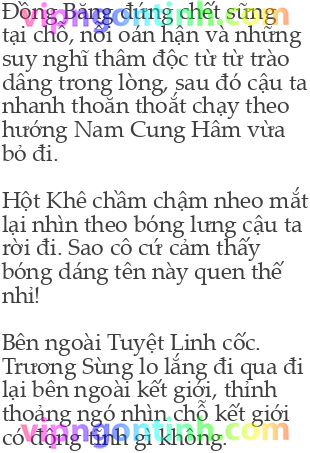 Đồng Băng đứng chết sững
tại chỗ, nỗi oán hận và những
suy nghĩ thâm độc từ từ trào
dâng trong lòng, sau đó cậu ta
nhanh thoăn thoắt chạy theo
hướng Nam Cung Hâm vừa
bỏ đi.
Hột Khê chầm chậm nheo mắt
lại nhìn theo bóng lưng cậu ta
rời đi. Sao cô cứ cảm thấy
bóng dáng tên này quen thế
nhỉ!
Bên ngoài Tuyệt Linh cốc.
Trương Sùng lo lắng đi qua đi
lại bên ngoài kết giới, thỉnh
thoảng ngó nhìn chỗ kết giới
có động tĩnh gì không.
vipngontinh.com
vipngontinh.com